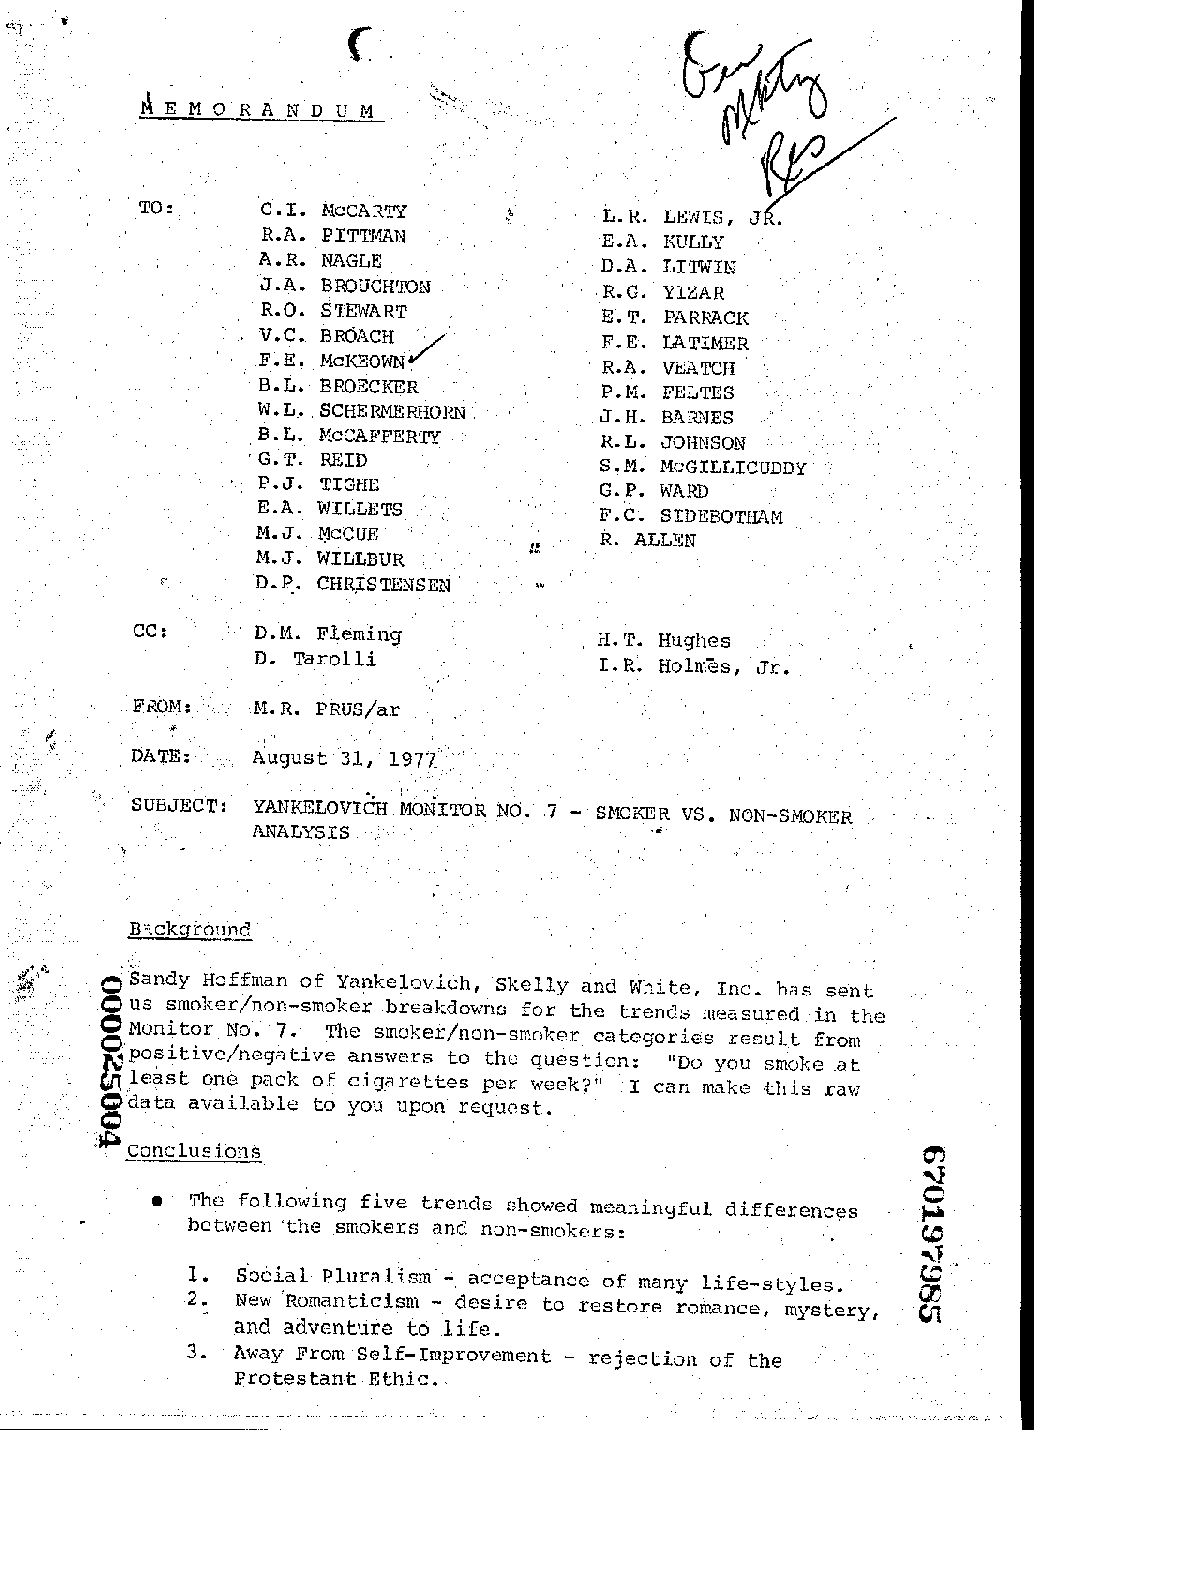 Gen
Mktg
Res
MEMORANDUM
TO:
C.I. McCARTY
R.A. PITTMAN
A.R. NAGLE
J.A. BROUGHTON
R.O. STEWART
V.C. BROACH
F.E. McKEOWN
B.L. BROECKER
W.L. SCHERMERHORN
B.L. McCAFFERTY
G.T. REID
P.J. TIGHE
E.A. WILLETS
M.J. McCUE
M.J. WILLBUR
D.P. CHRISTENSEN
L.R. LEWIS, JR.
E.A. KULLY
D.A. LITWIN
R.G. YIZAR
E.T. PARRACK
F.E. LATIMER
R.A. VEATCH
P.M. FELTES
J.H. BARNES
R.L. JOHNSON
S.M. McGILLICUDDY
G.P. WARD
F.C. SIDEBOTHAM
R. ALLEN
CC:
D.M. Fleming
D. Tarolli
H.T. Hughes
I.R. Holmes, Jr.
FROM: M.R. PRUS/ar
DATE: August 31, 1977
SUBJECT: YANKELOVICH MONITOR NO. 7 - SMOKER VS. NON-SMOKER
ANALYSIS
Background
Sandy Hoffman of Yankelovich, Skelly and White, Inc. has sent
us smoker/non-smoker breakdowns for the trends measured in the
Monitor No. 7. The smoker/non-smoker categories result from
positive/negative answers to the question: "Do you smoke at
least one pack of cigarettes per week?" I can make this raw
data available to you upon request.
Conclusions
● The following five trends showed meaningful differences
between the smokers and non-smokers:
1. Social Pluralism - acceptance of many life-styles.
2. New Romanticism - desire to restore romance, mystery,
and adventure to life.
3. Away From Self-Improvement - rejection of the
Protestant Ethic.
670197985